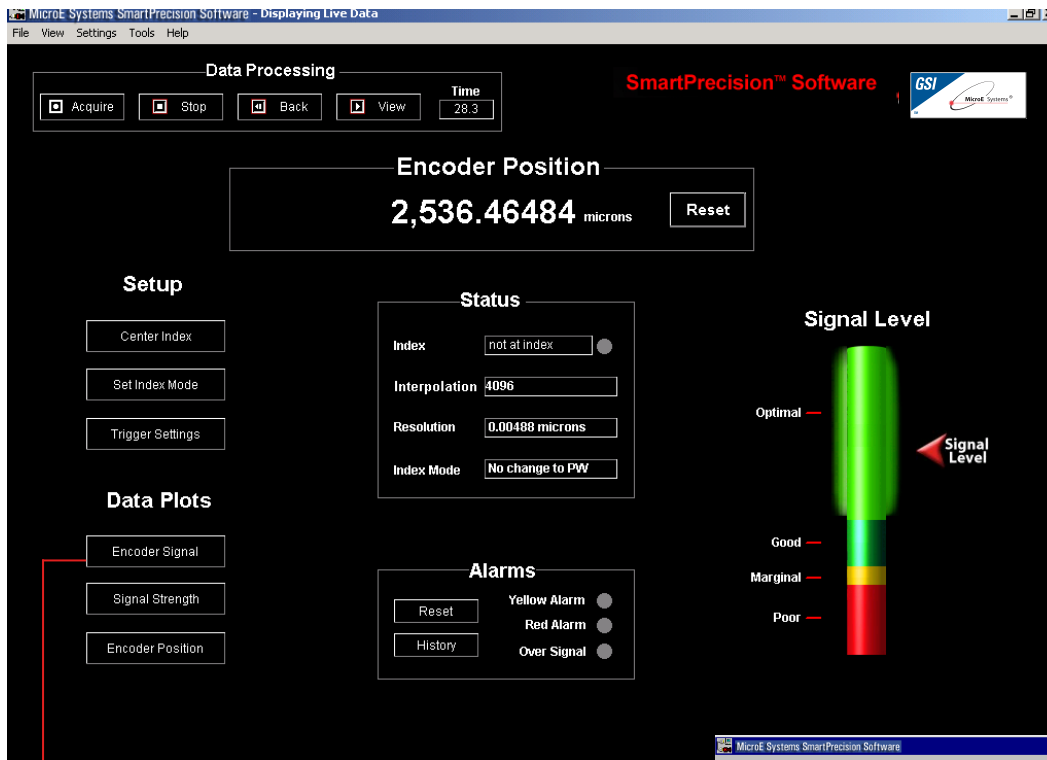 MicroE Systems SmartPrecision Software - Displaying Live Data
File View Settings Tools Help
Data Processing
Acquire Stop Back View
Time
28.3
SmartPrecision™ Software
GSI
MicroE Systems®
Encoder Position
2,536.46484 microns
Reset
Setup
Center Index
Set Index Mode
Trigger Settings
Data Plots
Encoder Signal
Signal Strength
Encoder Position
Status
Index not at index
Interpolation 4096
Resolution 0.00488 microns
Index Mode No change to PW
Alarms
Reset
History
Yellow Alarm
Red Alarm
Over Signal
Signal Level
Optimal
Good
Marginal
Poor
Signal
Level
MicroE Systems SmartPrecision Software